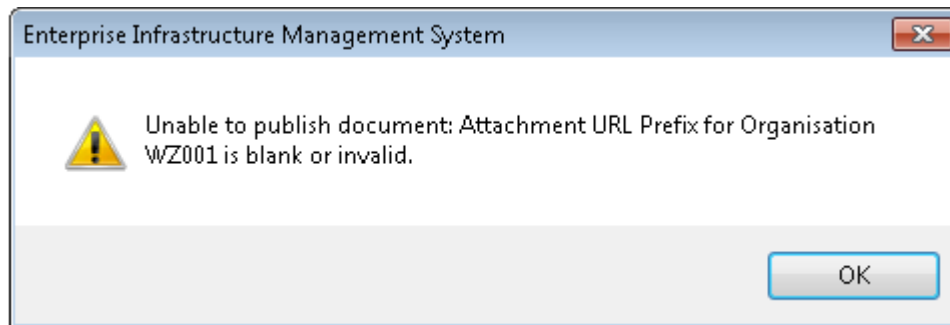 Enterprise Infrastructure Management System
Unable to publish document: Attachment URL Prefix for Organisation
WZ001 is blank or invalid.
OK